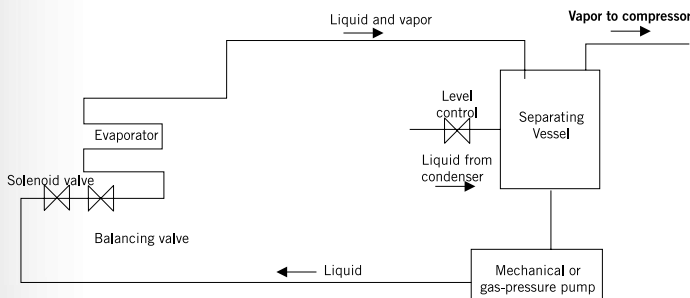 Liquid and vapor
Vapor to compressor
Level
control
Separating
Vessel
Evaporator
Liquid from
condenser
Solenoid valve
Balancing valve
Liquid
Mechanical or
gas-pressure pump